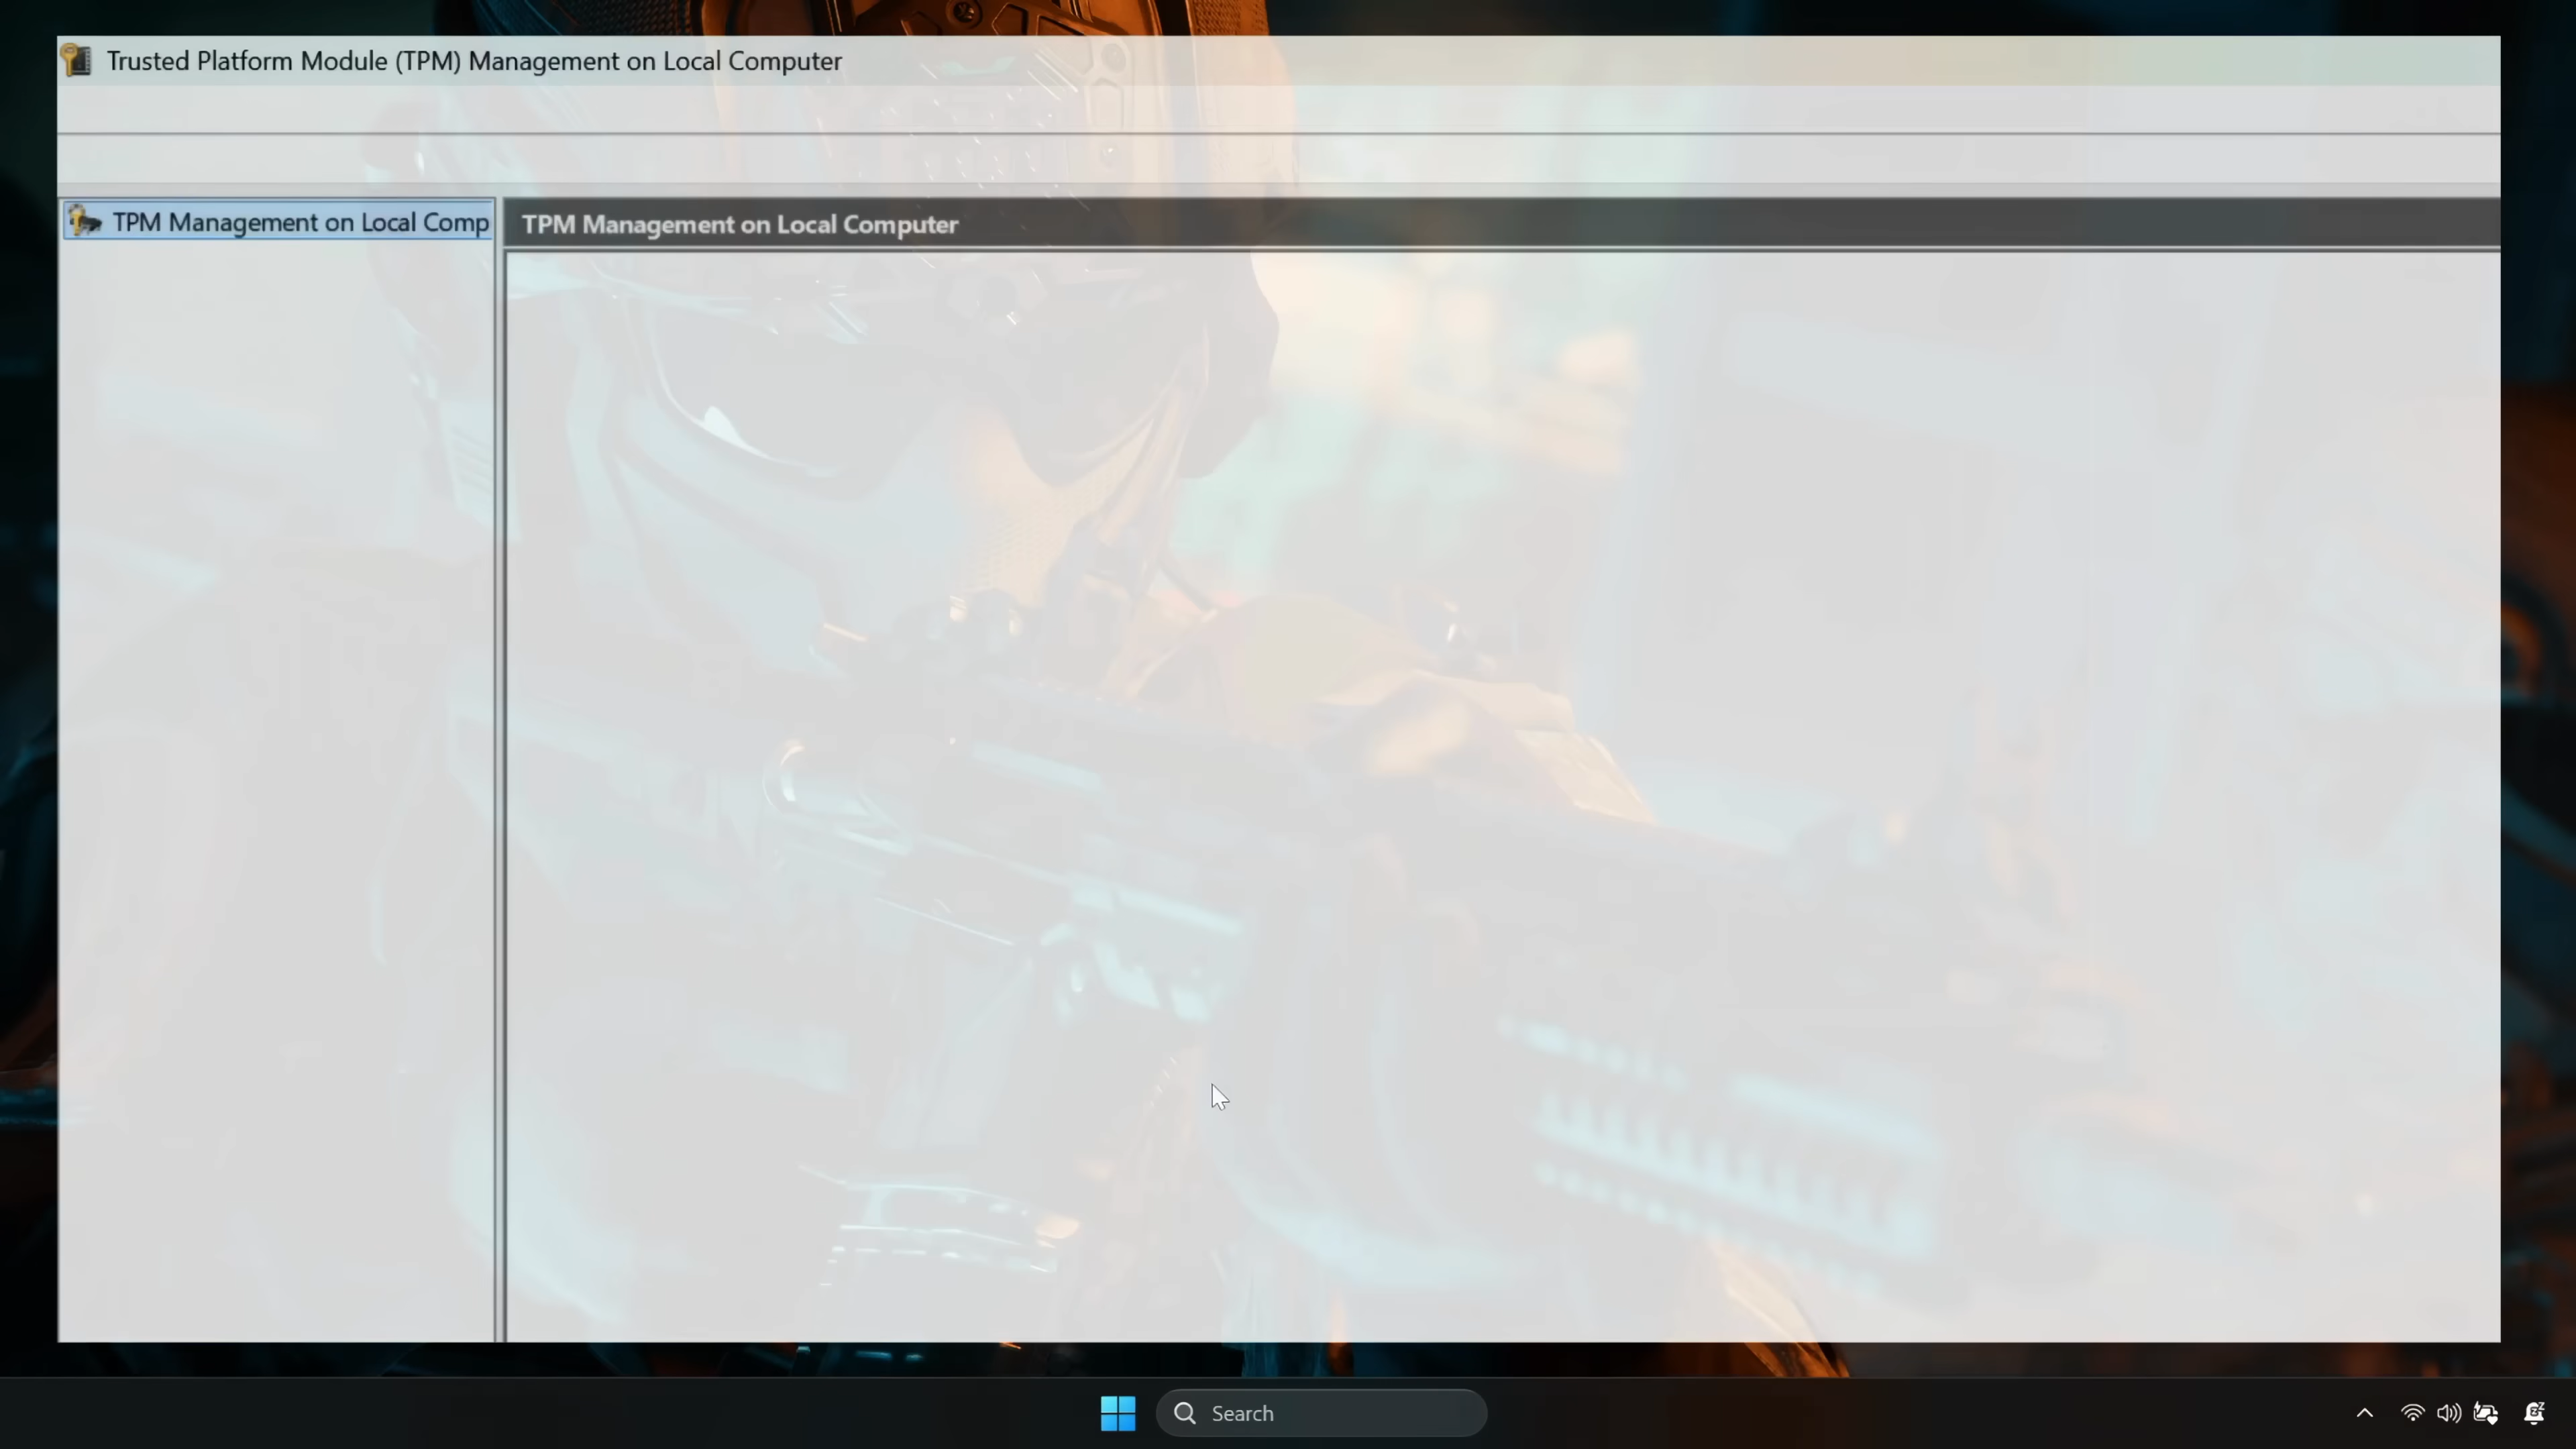 Trusted Platform Module (TPM) Management on Local Computer
TPM Management on Local Comp
TPM Management on Local Computer
Search